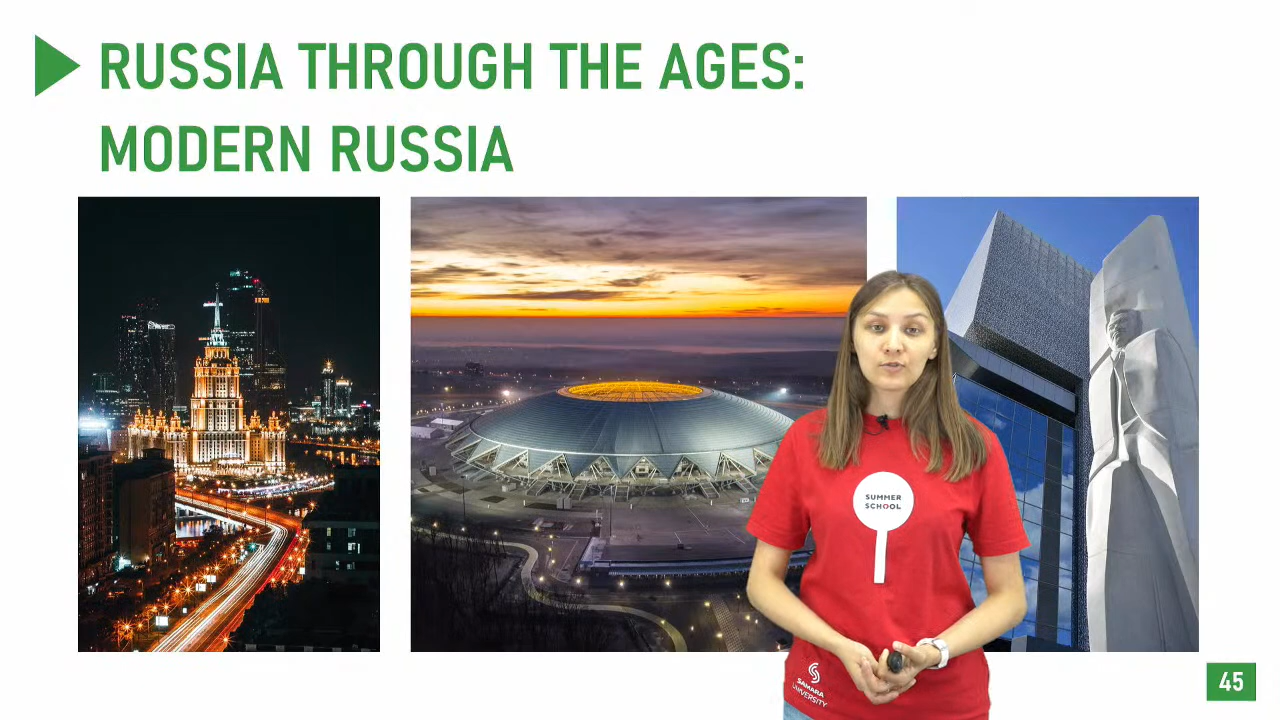 RUSSIA THROUGH THE AGES:
MODERN RUSSIA
SUMMER
SCHOOL
SAMARA
UNIVERSITY
45